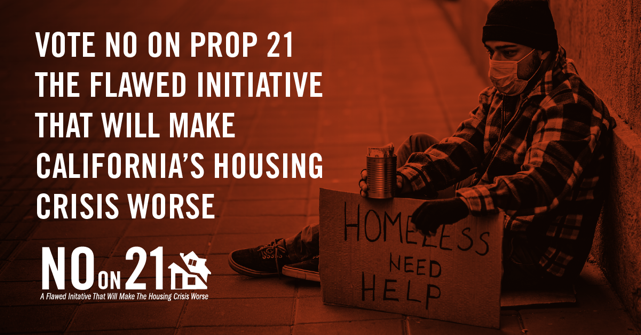 VOTE NO ON PROP 21
THE FLAWED INITIATIVE
THAT WILL MAKE
CALIFORNIA'S HOUSING
CRISIS WORSE
NO ON 21
A Flawed Initative That Will Make The Housing Crisis Worse
HOMELESS
NEED
HELP